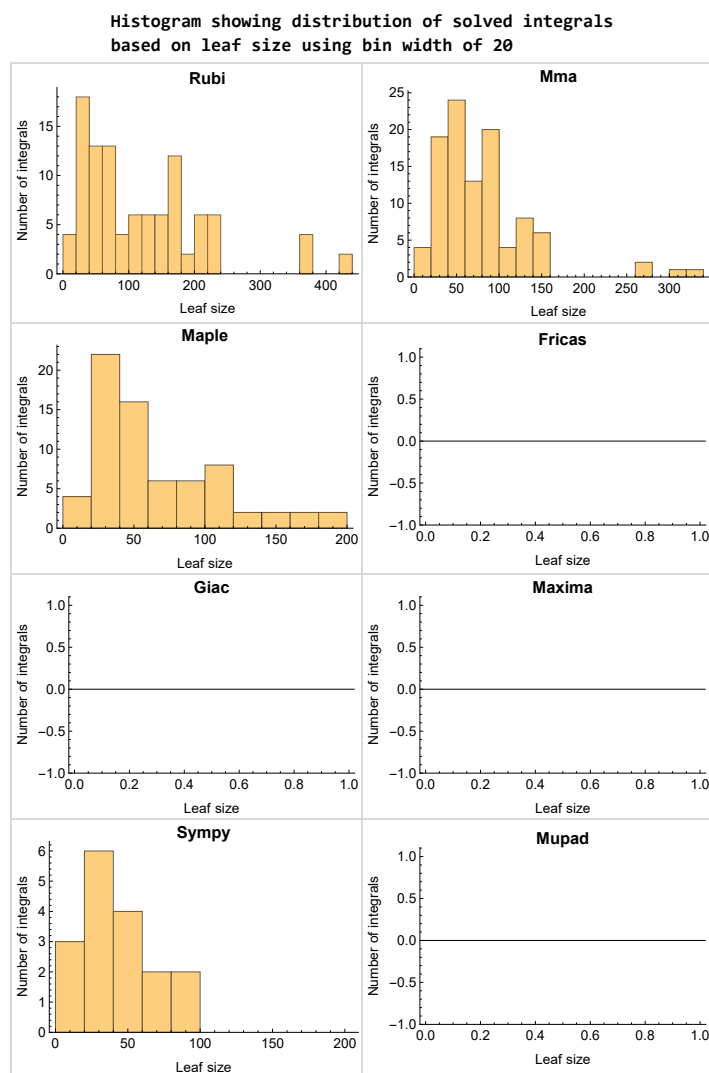 Histogram showing distribution of solved integrals
based on leaf size using bin width of 20
Rubi
Number of integrals
15
10
5
0
0 100 200 300 400
Leaf size
Mma
Number of integrals
25
20
15
10
5
0
0 50 100 150 200 250 300
Leaf size
Maple
Number of integrals
20
15
10
5
0
0 50 100 150 200
Leaf size
Fricas
Number of integrals
1.0
0.5
0.0
−0.5
−1.0
0.0 0.2 0.4 0.6 0.8 1.0
Leaf size
Giac
Number of integrals
1.0
0.5
0.0
−0.5
−1.0
0.0 0.2 0.4 0.6 0.8 1.0
Leaf size
Maxima
Number of integrals
1.0
0.5
0.0
−0.5
−1.0
0.0 0.2 0.4 0.6 0.8 1.0
Leaf size
Sympy
Number of integrals
6
5
4
3
2
1
0
0 50 100 150 200
Leaf size
Mupad
Number of integrals
1.0
0.5
0.0
−0.5
−1.0
0.0 0.2 0.4 0.6 0.8 1.0
Leaf size